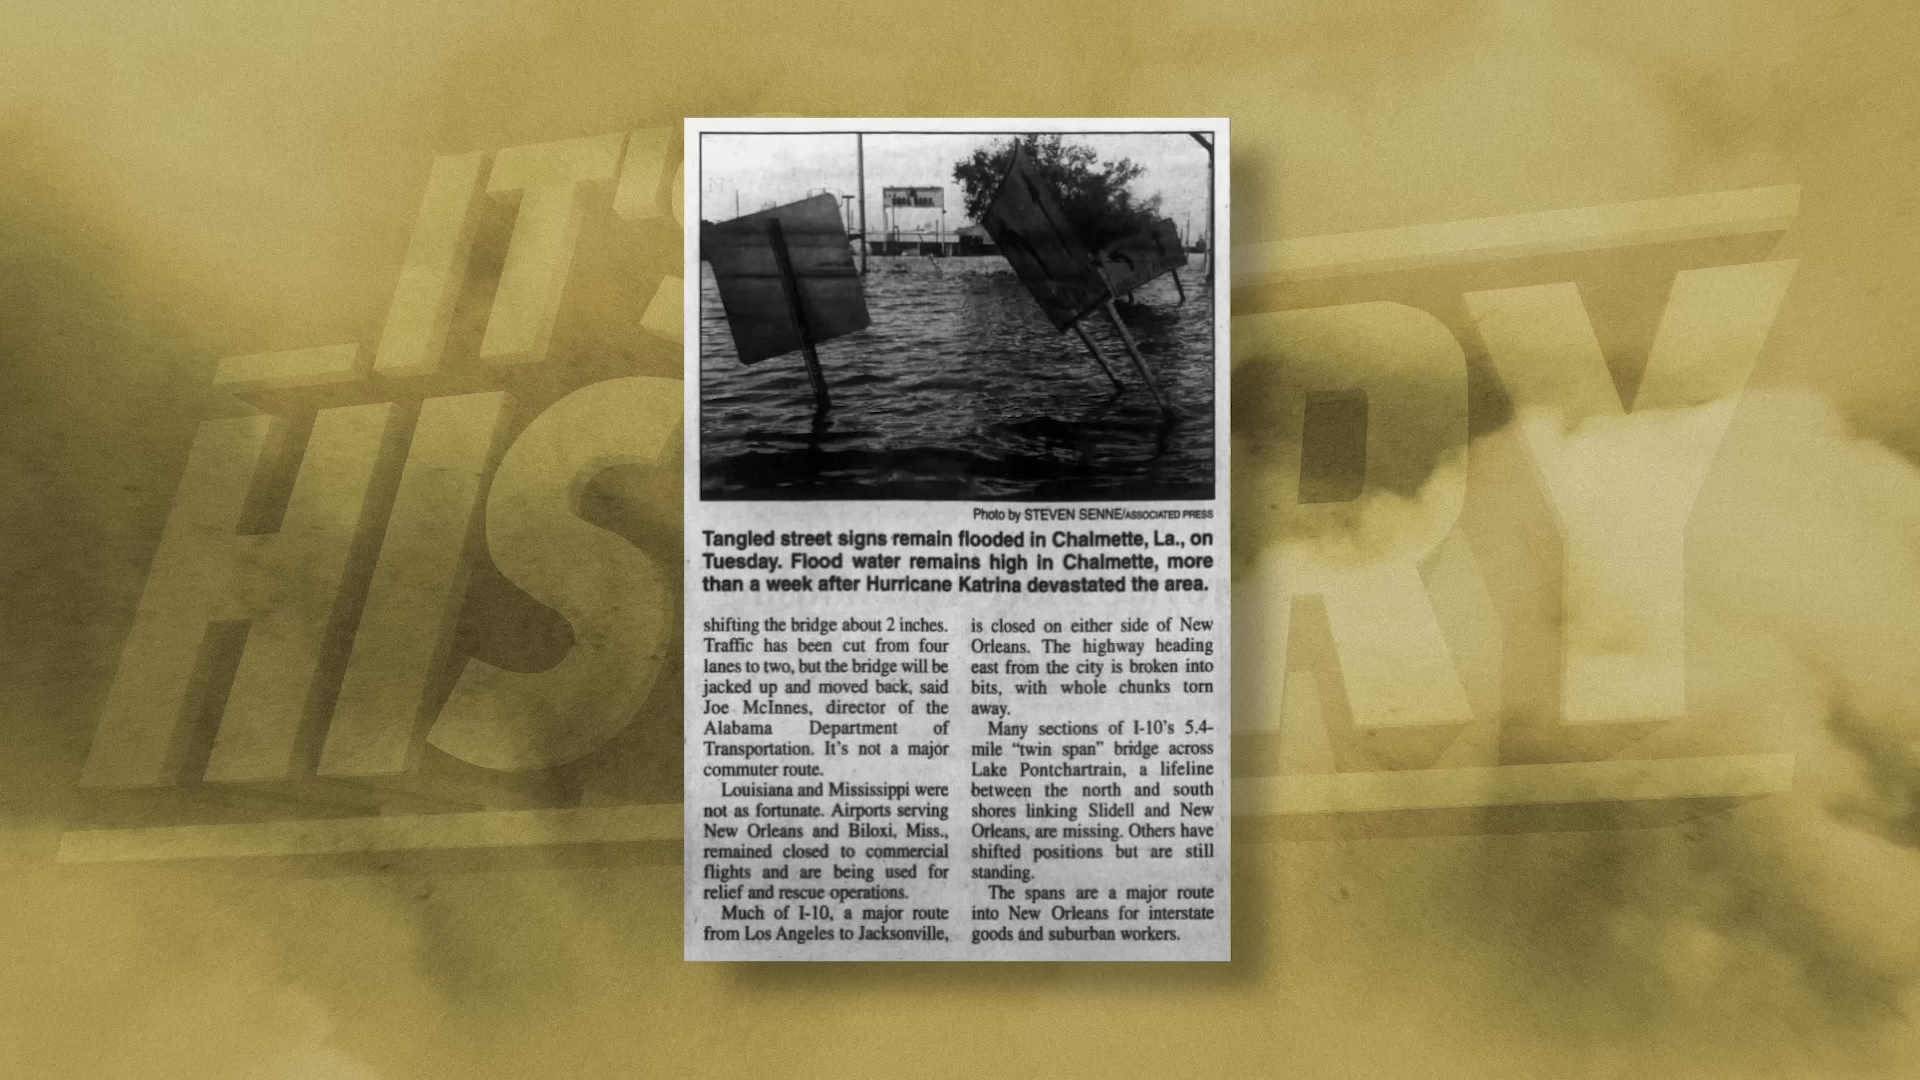 IT'S
HIS RY
Photo by STEVEN SENNE/ASSOCIATED PRESS
Tangled street signs remain flooded in Chalmette, La., on
Tuesday. Flood water remains high in Chalmette, more
than a week after Hurricane Katrina devastated the area.
shifting the bridge about 2 inches.
Traffic has been cut from four
lanes to two, but the bridge will be
jacked up and moved back, said
Joe McInnes, director of the
Alabama Department of
Transportation. It's not a major
commuter route.
Louisiana and Mississippi were
not as fortunate. Airports serving
New Orleans and Biloxi, Miss.,
remained closed to commercial
flights and are being used for
relief and rescue operations.
Much of I-10, a major route
from Los Angeles to Jacksonville,
is closed on either side of New
Orleans. The highway heading
east from the city is broken into
bits, with whole chunks torn
away.
Many sections of I-10's 5.4-
mile “twin span” bridge across
Lake Pontchartrain, a lifeline
between the north and south
shores linking Slidell and New
Orleans, are missing. Others have
shifted positions but are still
standing.
The spans are a major route
into New Orleans for interstate
goods and suburban workers.